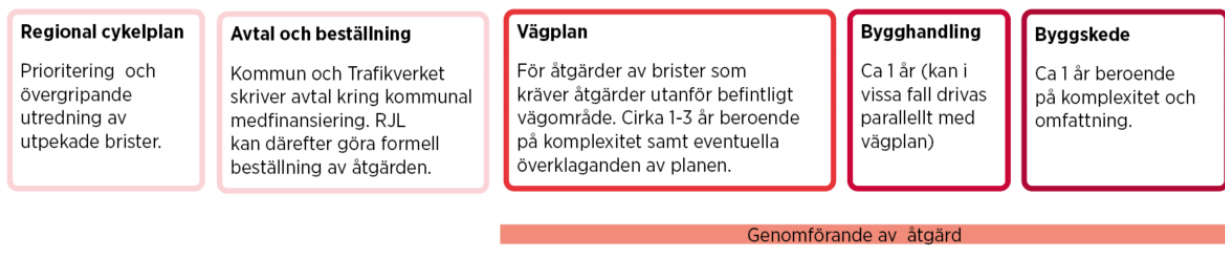 Regional cykelplan
Prioritering och
övergripande
utredning av
utpekade brister.
Avtal och beställning
Kommun och Trafikverket
skriver avtal kring kommunal
medfinansiering. RJL
kan därefter göra formell
beställning av åtgärden.
Vägplan
För åtgärder av brister som
kräver åtgärder utanför befintligt
vägområde. Cirka 1-3 år beroende
på komplexitet samt eventuella
överklaganden av planen.
Bygghandling
Ca 1 år (kan i
vissa fall drivas
parallellt med
vägplan)
Byggskede
Ca 1 år beroende
på komplexitet och
omfattning.
Genomförande av åtgärd